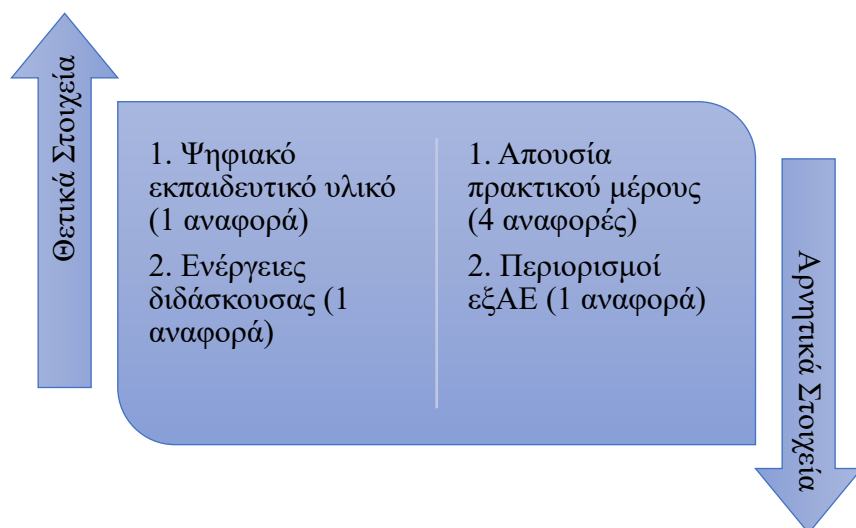 Θετικά Στοιχεία
1. Ψηφιακό
εκπαιδευτικό υλικό
(1 αναφορά)
2. Ενέργειες
διδάσκουσας (1
αναφορά)
1. Απουσία
πρακτικού μέρους
(4 αναφορές)
2. Περιορισμοί
εξΑΕ (1 αναφορά)
Αρνητικά Στοιχεία